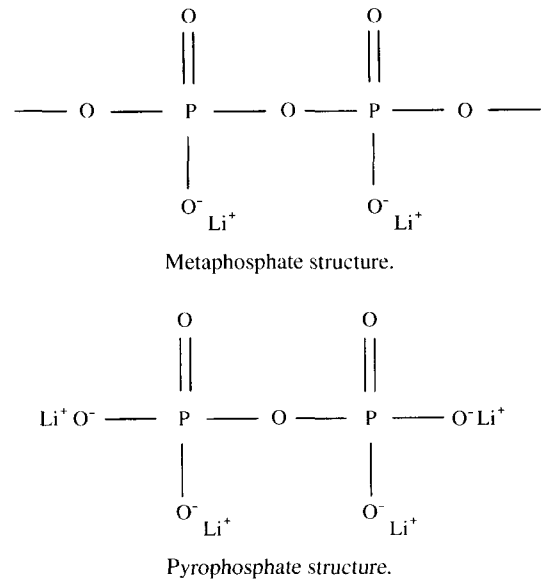 O O
O P O P O
O⁻ Li⁺ O⁻ Li⁺
Metaphosphate structure.
O O
Li⁺ O⁻ P O P O⁻ Li⁺
O⁻ Li⁺ O⁻ Li⁺
Pyrophosphate structure.